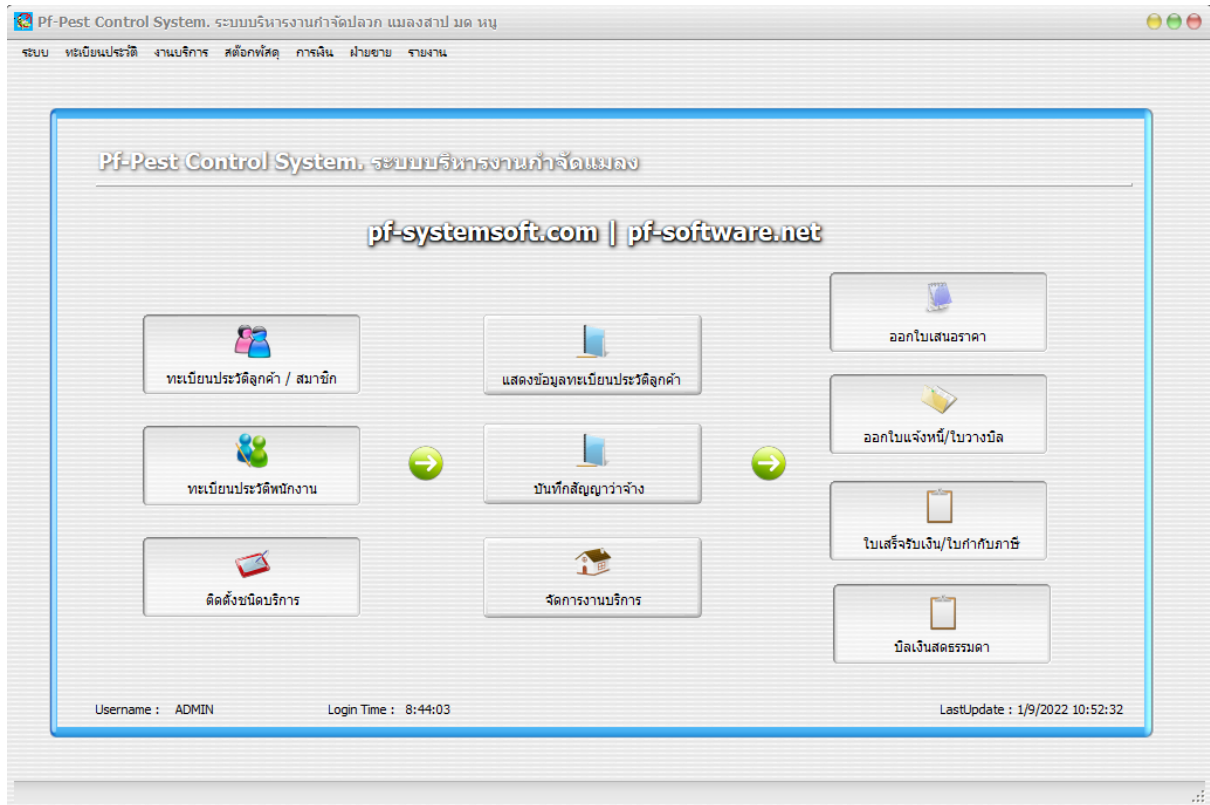 Pf-Pest Control System. ระบบบริหารงานกำจัดปลวก แมลงสาป มด หนู
ระบบ ทะเบียนประวัติ งานบริการ สต๊อกพัสดุ การเงิน ฝ่ายขาย รายงาน
Pf-Pest Control System. ระบบบริหารงานกำจัดแมลง
pf-systemsoft.com | pf-software.net
ทะเบียนประวัติลูกค้า / สมาชิก
ทะเบียนประวัติพนักงาน
ติดตั้งชนิดบริการ
แสดงข้อมูลทะเบียนประวัติลูกค้า
บันทึกสัญญาว่าจ้าง
จัดการงานบริการ
ออกใบเสนอราคา
ออกใบแจ้งหนี้/ใบวางบิล
ใบเสร็จรับเงิน/ใบกำกับภาษี
บิลเงินสดธรรมดา
Username : ADMIN Login Time : 8:44:03 LastUpdate : 1/9/2022 10:52:32